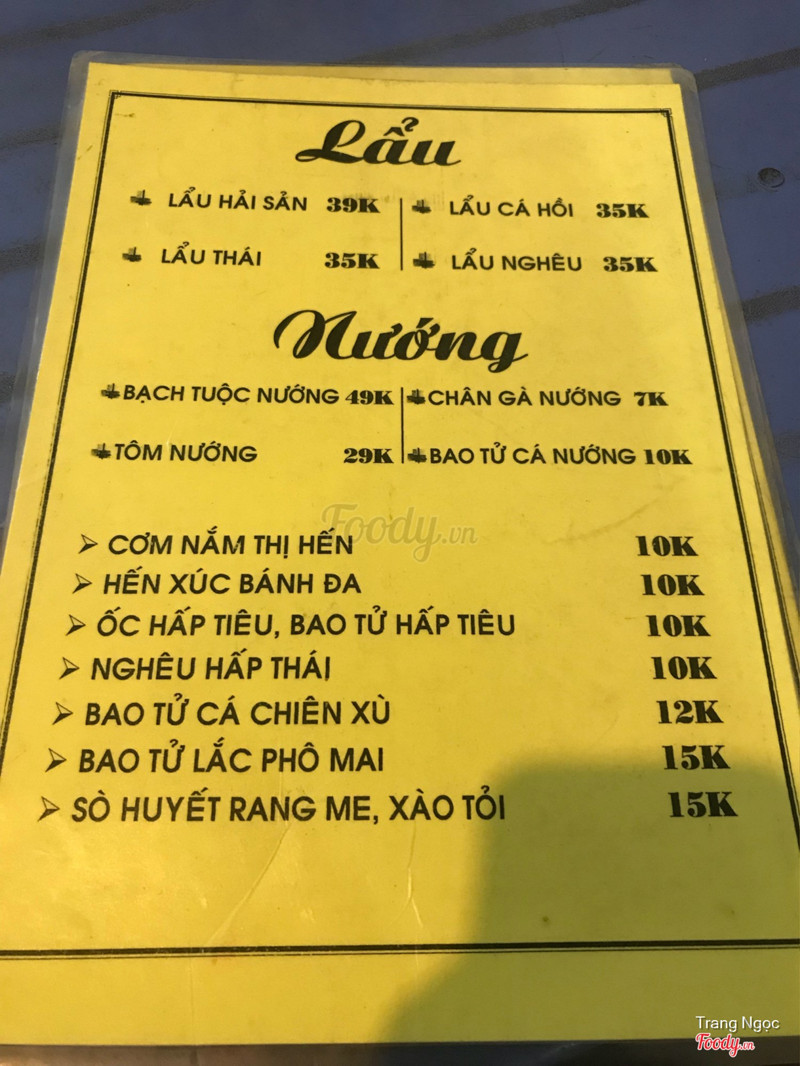 Lẩu
LẨU HẢI SẢN 39K
LẨU CÁ HỒI 35K
LẨU THÁI 35K
LẨU NGHÊU 35K
Nướng
BẠCH TUỘC NƯỚNG 49K
CHÂN GÀ NƯỚNG 7K
TÔM NƯỚNG 29K
BAO TỬ CÁ NƯỚNG 10K
Foody.vn
CƠM NẮM THỊ HẾN 10K
HẾN XÚC BÁNH ĐA 10K
ỐC HẤP TIÊU, BAO TỬ HẤP TIÊU 10K
NGHÊU HẤP THÁI 10K
BAO TỬ CÁ CHIÊN XÙ 12K
BAO TỬ LẮC PHÔ MAI 15K
SÒ HUYẾT RANG ME, XÀO TỎI 15K
Trang Ngọc
Foody.vn